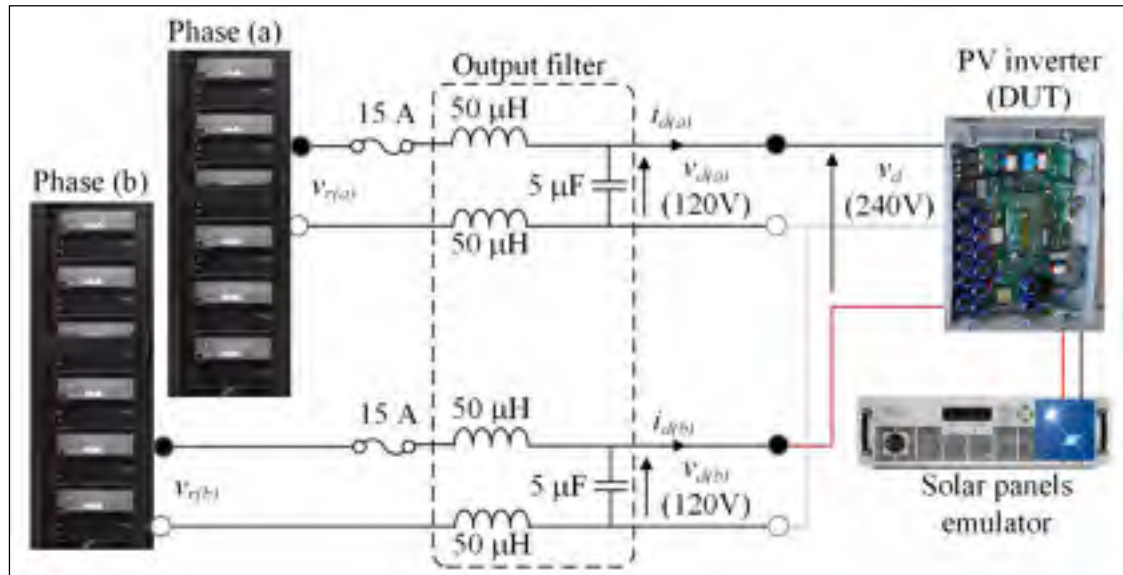 Phase (a)
Output filter
PV inverter
(DUT)
15 A
50 μH
i_d(a)
Phase (b)
v_r(a)
5 μF
v_d(a)
(120V)
v_d
(240V)
50 μH
15 A
50 μH
i_d(b)
v_r(b)
5 μF
v_d(b)
(120V)
50 μH
Solar panels
emulator